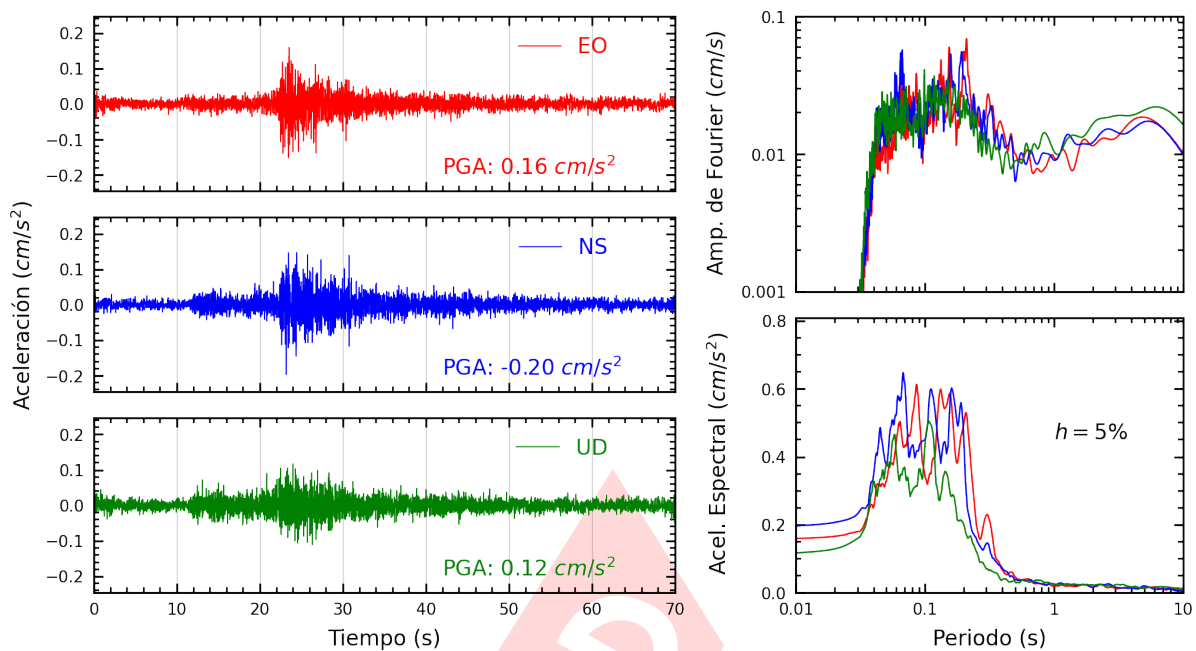 Aceleración (cm/s²)
0.2
0.1
0.0
−0.1
−0.2
EO
PGA: 0.16 cm/s²
0.2
0.1
0.0
−0.1
−0.2
NS
PGA: -0.20 cm/s²
0.2
0.1
0.0
−0.1
−0.2
UD
PGA: 0.12 cm/s²
0 10 20 30 40 50 60 70
Tiempo (s)
Amp. de Fourier (cm/s)
0.1
0.01
0.001
Acel. Espectral (cm/s²)
0.8
0.6
0.4
0.2
0.0
h = 5%
0.01 0.1 1 10
Periodo (s)